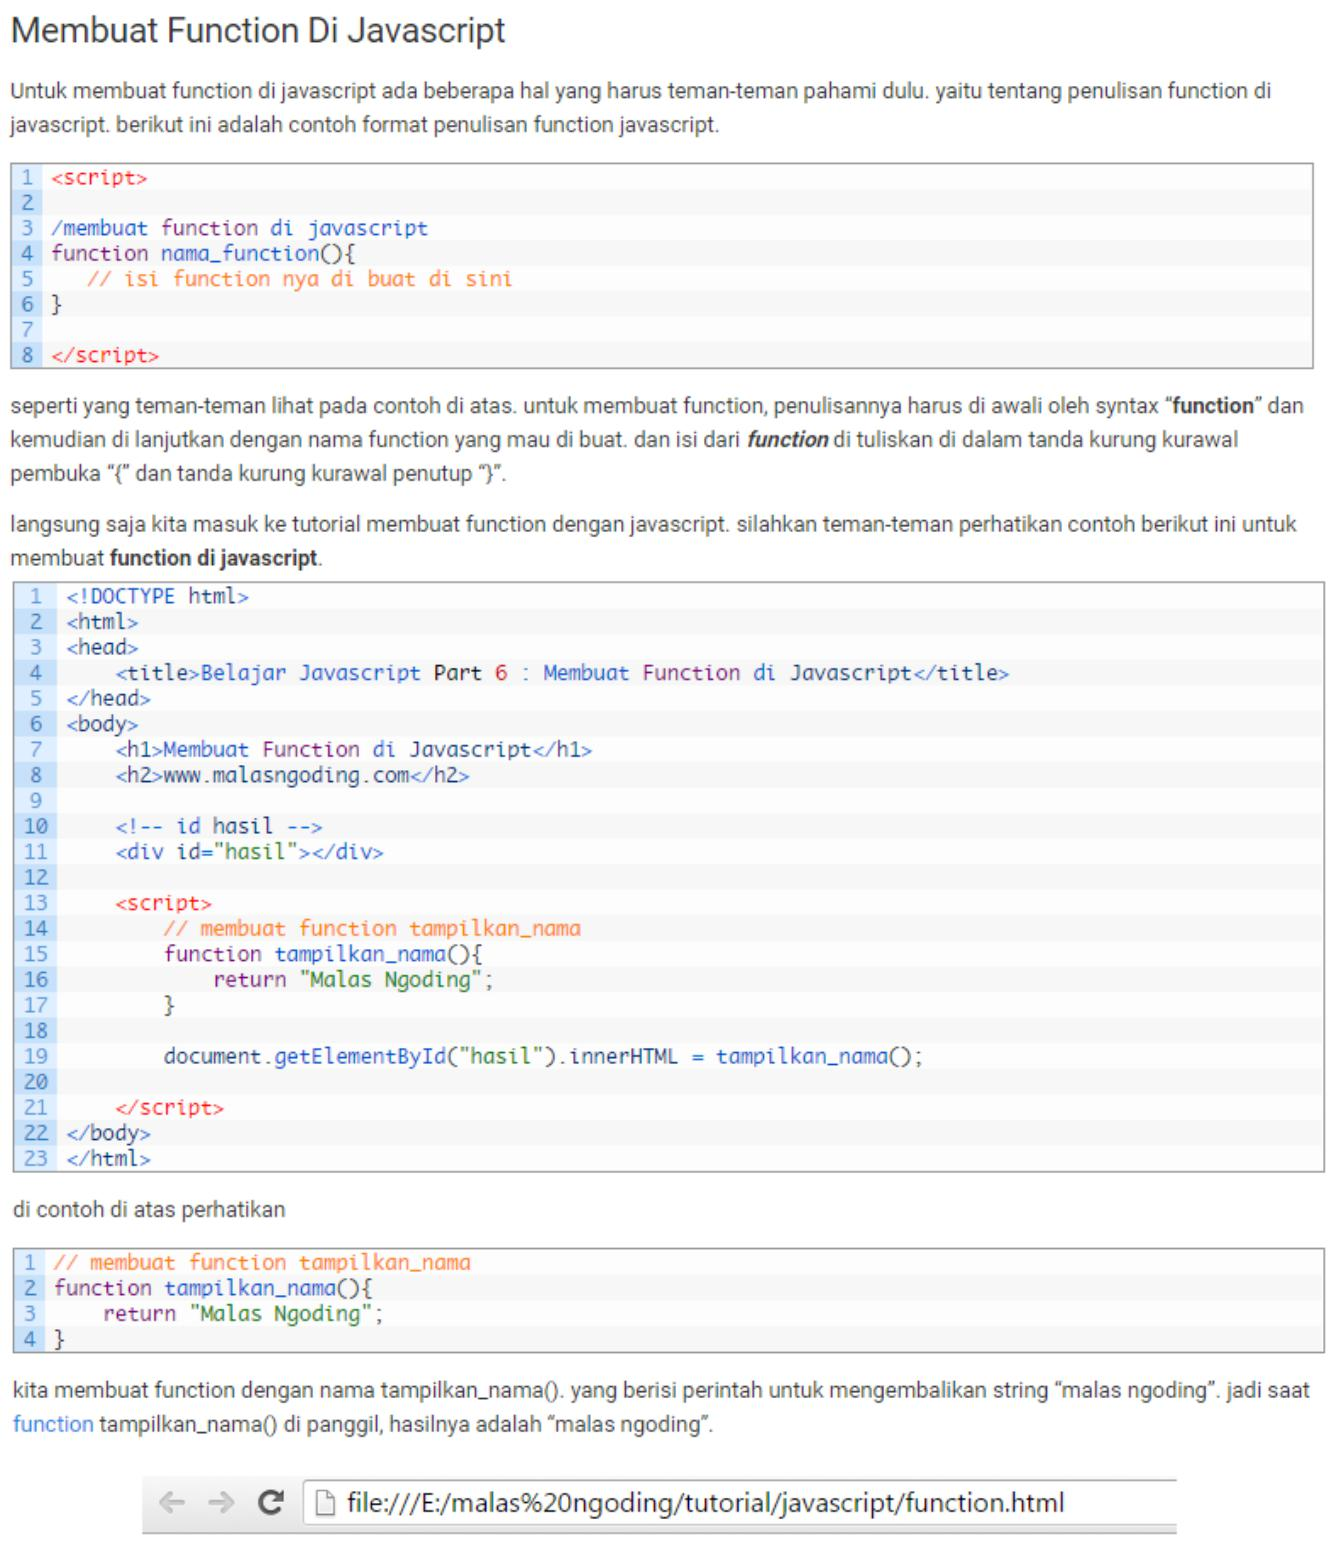 Membuat Function Di Javascript
Untuk membuat function di javascript ada beberapa hal yang harus teman-teman pahami dulu. yaitu tentang penulisan function di
javascript. berikut ini adalah contoh format penulisan function javascript.
1 <script>
2
3 /membuat function di javascript
4 function nama_function(){
5    // isi function nya di buat di sini
6 }
7
8 </script>
seperti yang teman-teman lihat pada contoh di atas. untuk membuat function, penulisannya harus di awali oleh syntax “function” dan
kemudian di lanjutkan dengan nama function yang mau di buat. dan isi dari function di tuliskan di dalam tanda kurung kurawal
pembuka “{” dan tanda kurung kurawal penutup “}”.
langsung saja kita masuk ke tutorial membuat function dengan javascript. silahkan teman-teman perhatikan contoh berikut ini untuk
membuat function di javascript.
1 <!DOCTYPE html>
2 <html>
3 <head>
4     <title>Belajar Javascript Part 6 : Membuat Function di Javascript</title>
5 </head>
6 <body>
7     <h1>Membuat Function di Javascript</h1>
8     <h2>www.malasngoding.com</h2>
9
10     <!-- id hasil -->
11     <div id="hasil"></div>
12
13     <script>
14         // membuat function tampilkan_nama
15         function tampilkan_nama(){
16             return "Malas Ngoding";
17         }
18
19         document.getElementById("hasil").innerHTML = tampilkan_nama();
20
21     </script>
22 </body>
23 </html>
di contoh di atas perhatikan
1 // membuat function tampilkan_nama
2 function tampilkan_nama(){
3     return "Malas Ngoding";
4 }
kita membuat function dengan nama tampilkan_nama(). yang berisi perintah untuk mengembalikan string “malas ngoding”. jadi saat
function tampilkan_nama() di panggil, hasilnya adalah “malas ngoding”.
file:///E:/malas%20ngoding/tutorial/javascript/function.html